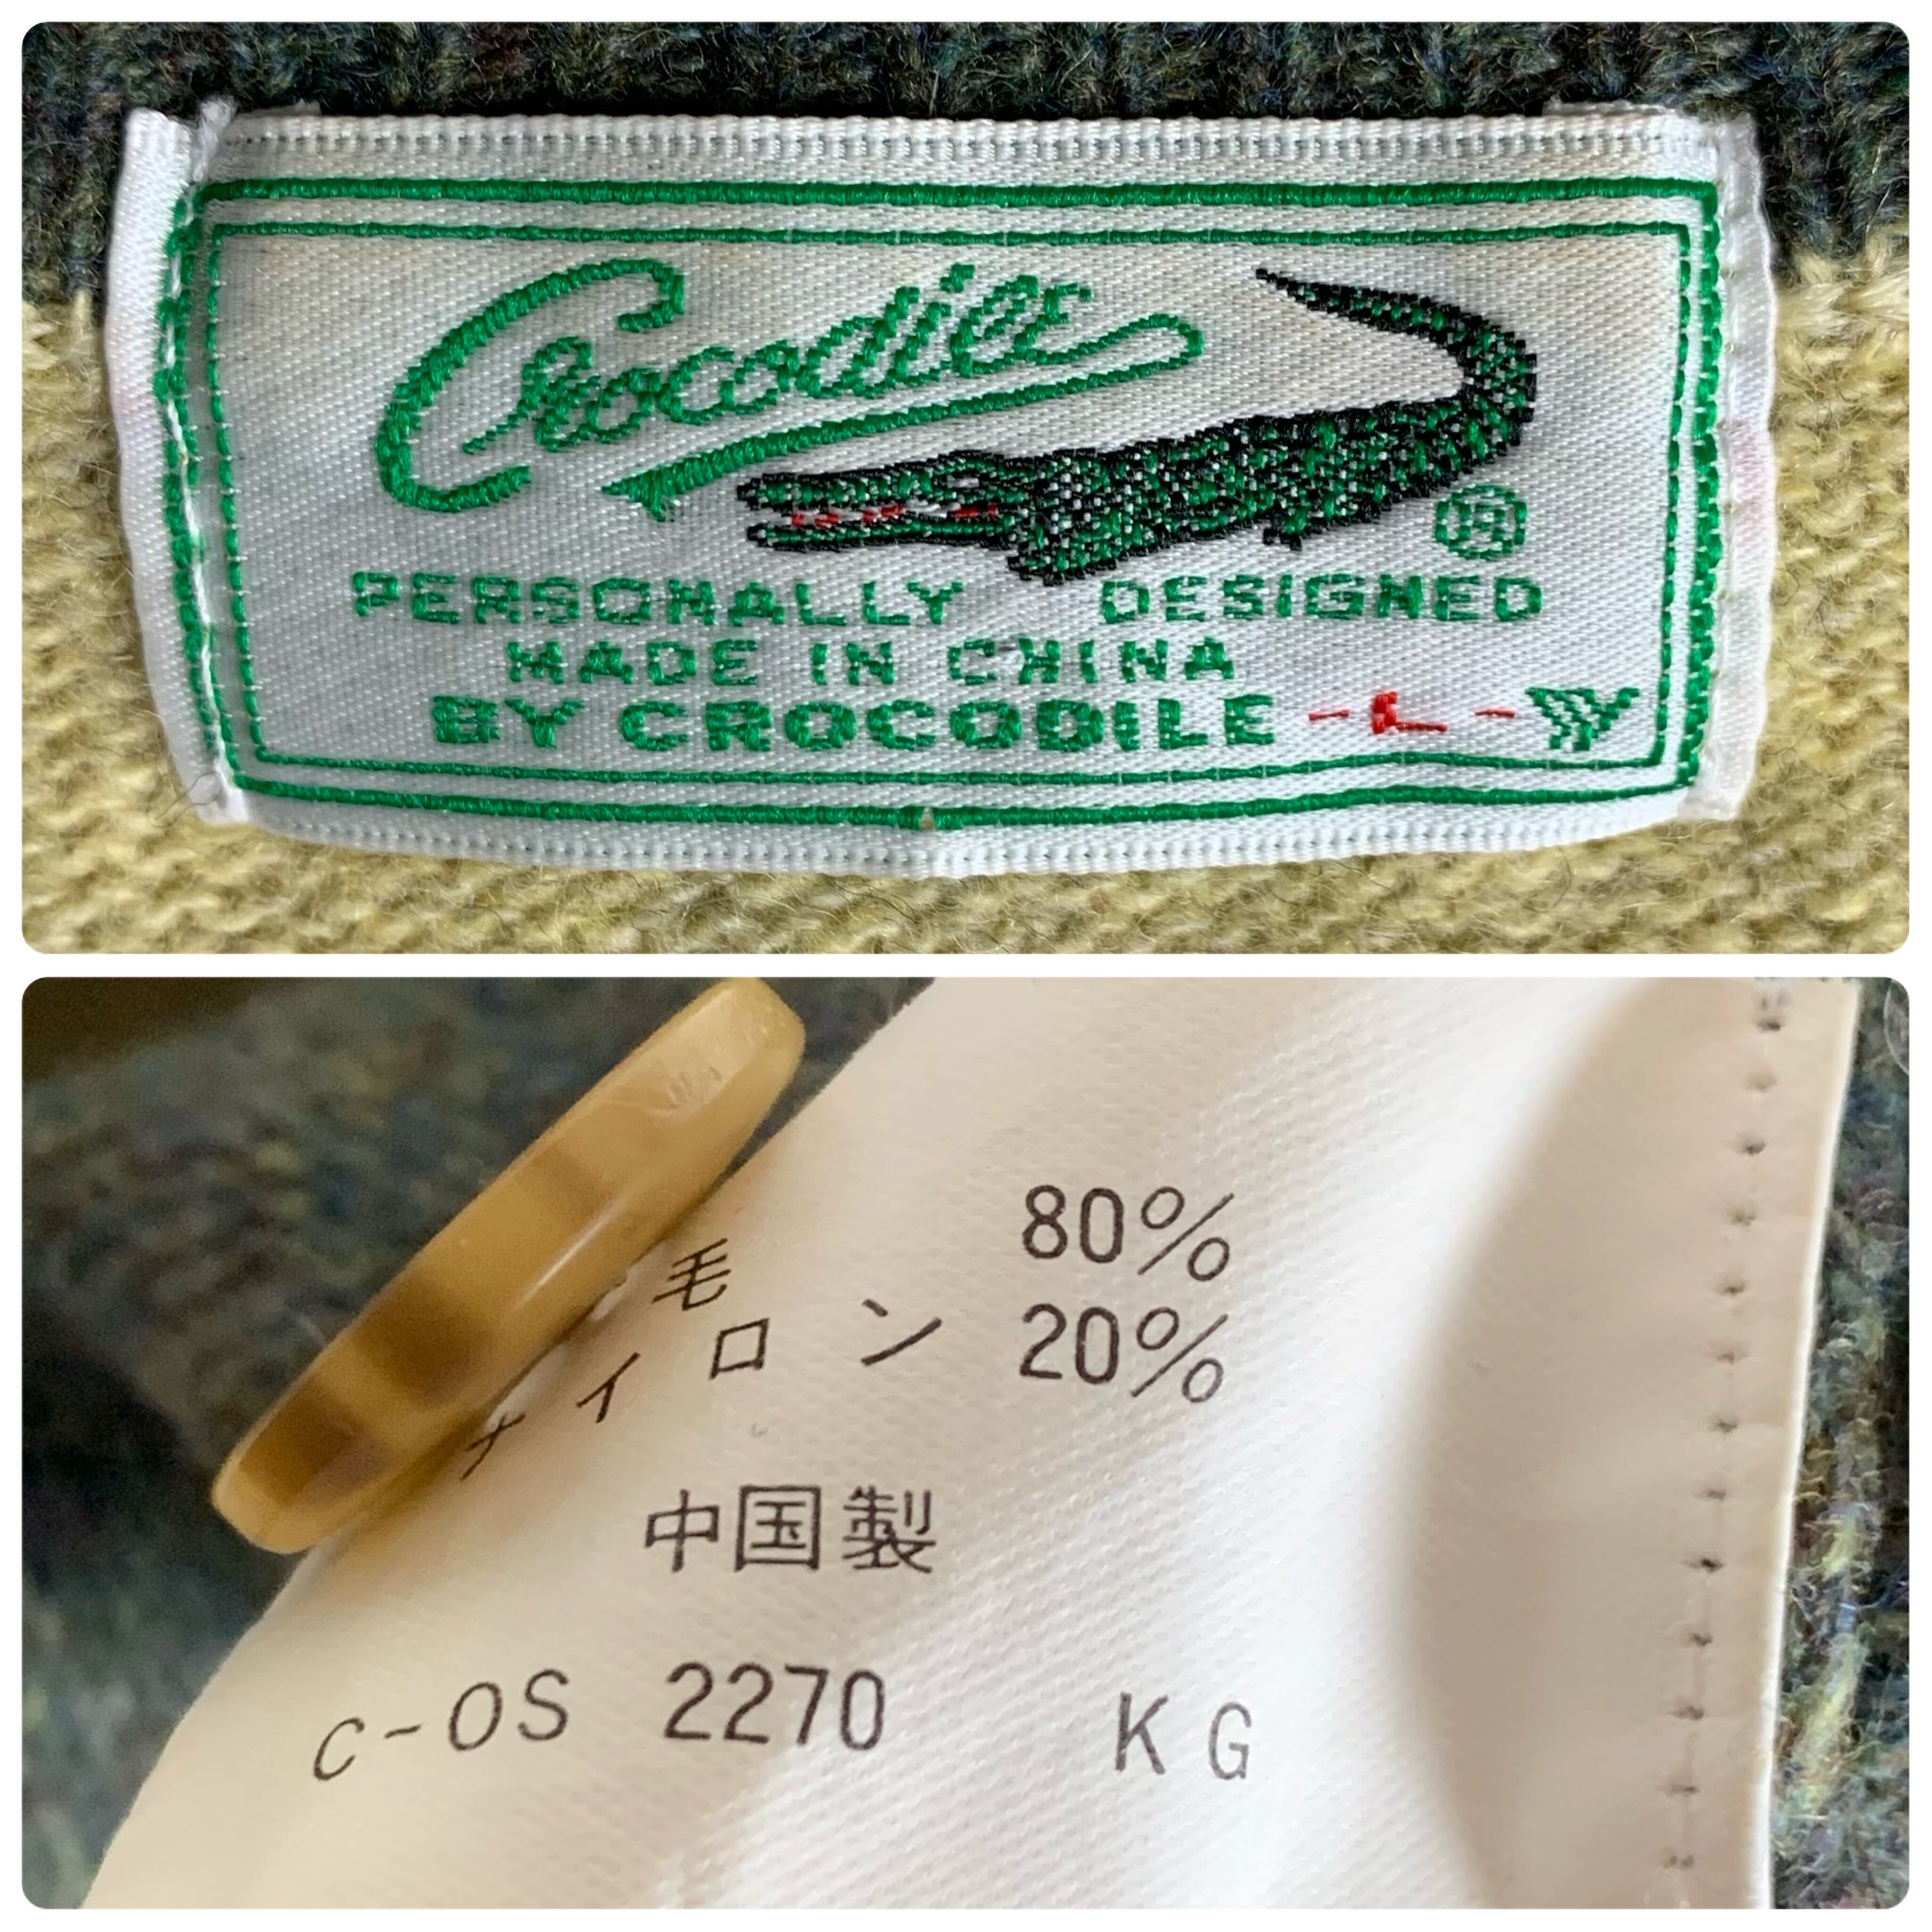 Crocodile
®
PERSONALLY DESIGNED
MADE IN CHINA
BY CROCODILE -L-
毛 80%
ナイロン 20%
中国製
C-OS 2270 KG